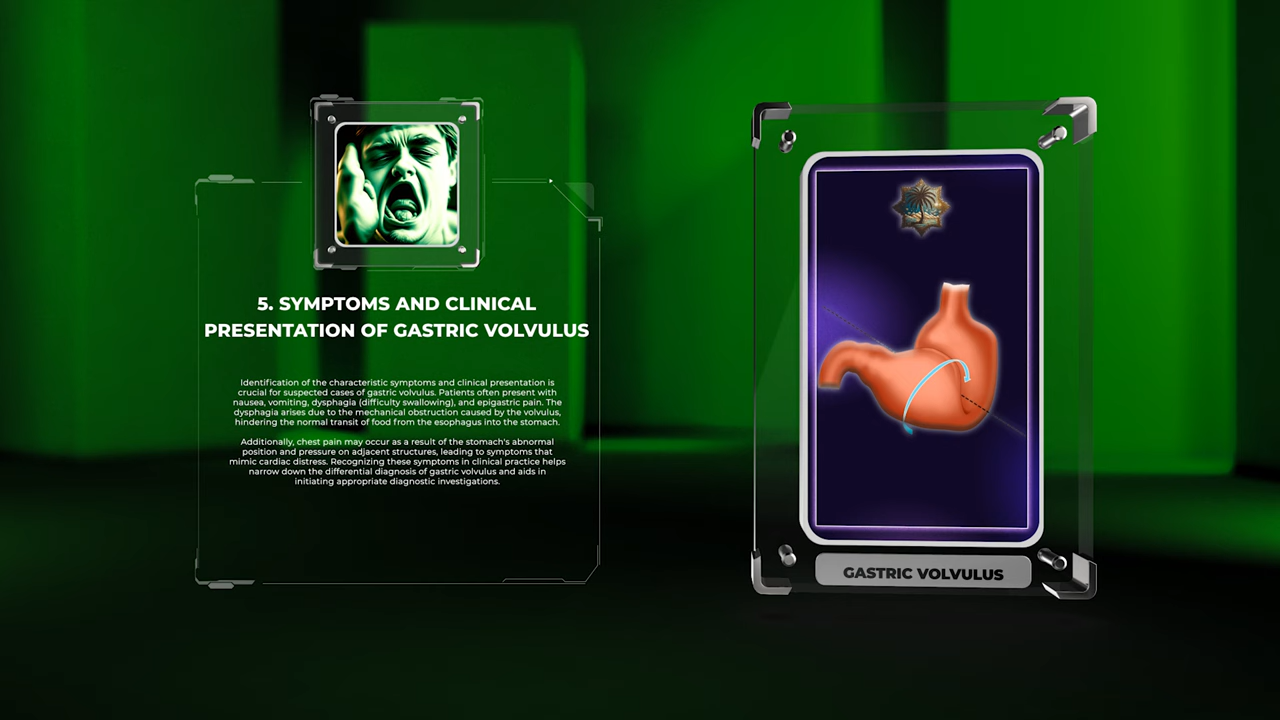 5. SYMPTOMS AND CLINICAL
PRESENTATION OF GASTRIC VOLVULUS
Identification of the characteristic symptoms and clinical presentation is
crucial for suspected cases of gastric volvulus. Patients often present with
nausea, vomiting, dysphagia (difficulty swallowing), and epigastric pain. The
dysphagia arises due to the mechanical obstruction caused by the volvulus,
hindering the normal transit of food from the esophagus into the stomach.
Additionally, chest pain may occur as a result of the stomach's abnormal
position and pressure on adjacent structures, leading to symptoms that
mimic cardiac distress. Recognizing these symptoms in clinical practice helps
narrow down the differential diagnosis of gastric volvulus and aids in
initiating appropriate diagnostic investigations.
GASTRIC VOLVULUS